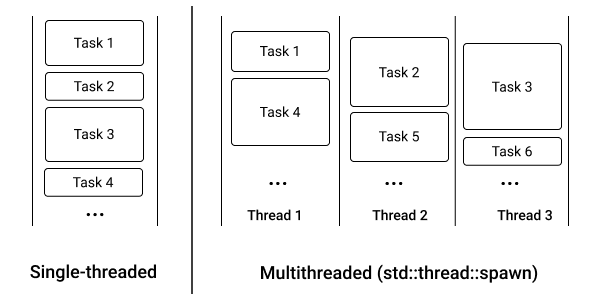 Task 1
Task 2
Task 3
Task 4
...
Single-threaded
Task 1
Task 4
...
Thread 1
Task 2
Task 5
...
Thread 2
Task 3
Task 6
...
Thread 3
Multithreaded (std::thread::spawn)